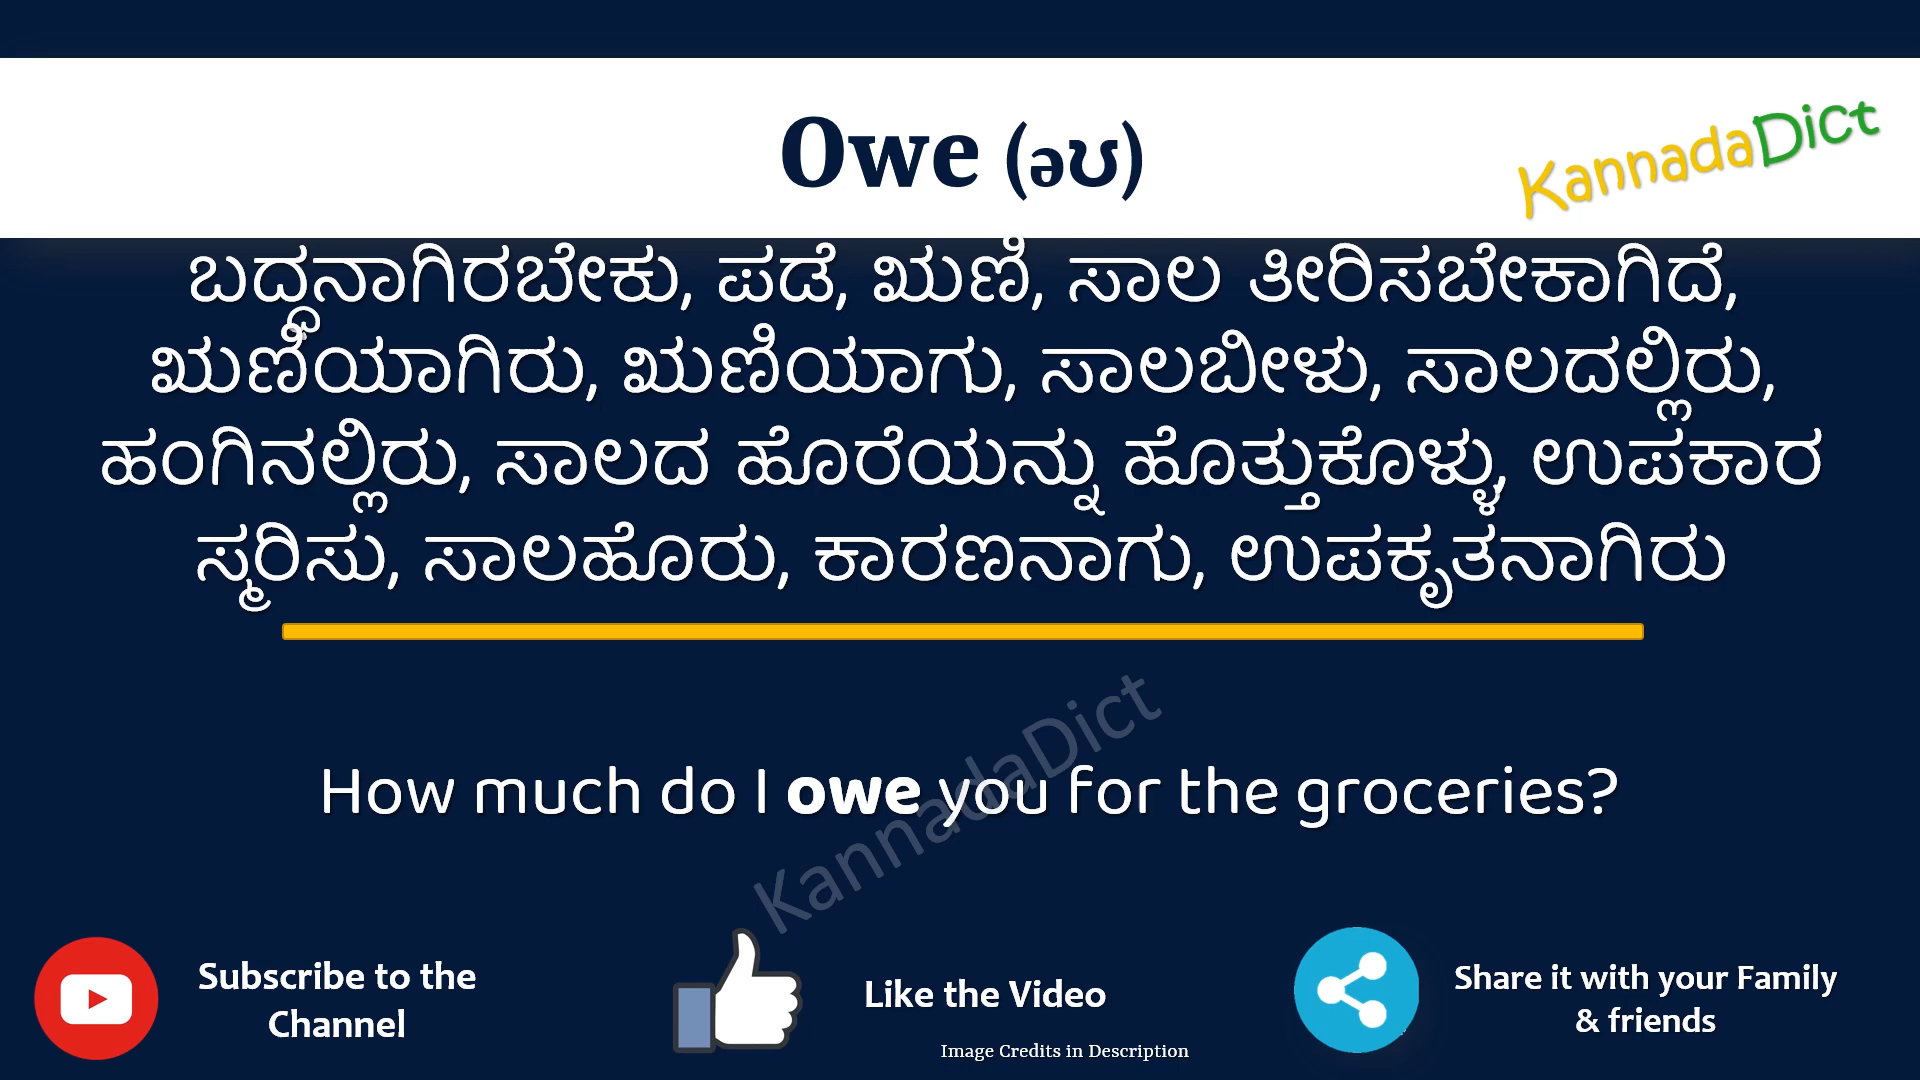 Owe (əʊ)
KannadaDict
ಬದ್ಧನಾಗಿರಬೇಕು, ಪಡೆ, ಋಣಿ, ಸಾಲ ತೀರಿಸಬೇಕಾಗಿದೆ,
ಋಣಿಯಾಗಿರು, ಋಣಿಯಾಗು, ಸಾಲಬೀಳು, ಸಾಲದಲ್ಲಿರು,
ಹಂಗಿನಲ್ಲಿರು, ಸಾಲದ ಹೊರೆಯನ್ನು ಹೊತ್ತುಕೊಳ್ಳು, ಉಪಕಾರ
ಸ್ಮರಿಸು, ಸಾಲಹೊರು, ಕಾರಣನಾಗು, ಉಪಕೃತನಾಗಿರು
KannadaDict
How much do I owe you for the groceries?
Subscribe to the
Channel
Like the Video
Share it with your Family
& friends
Image Credits in Description